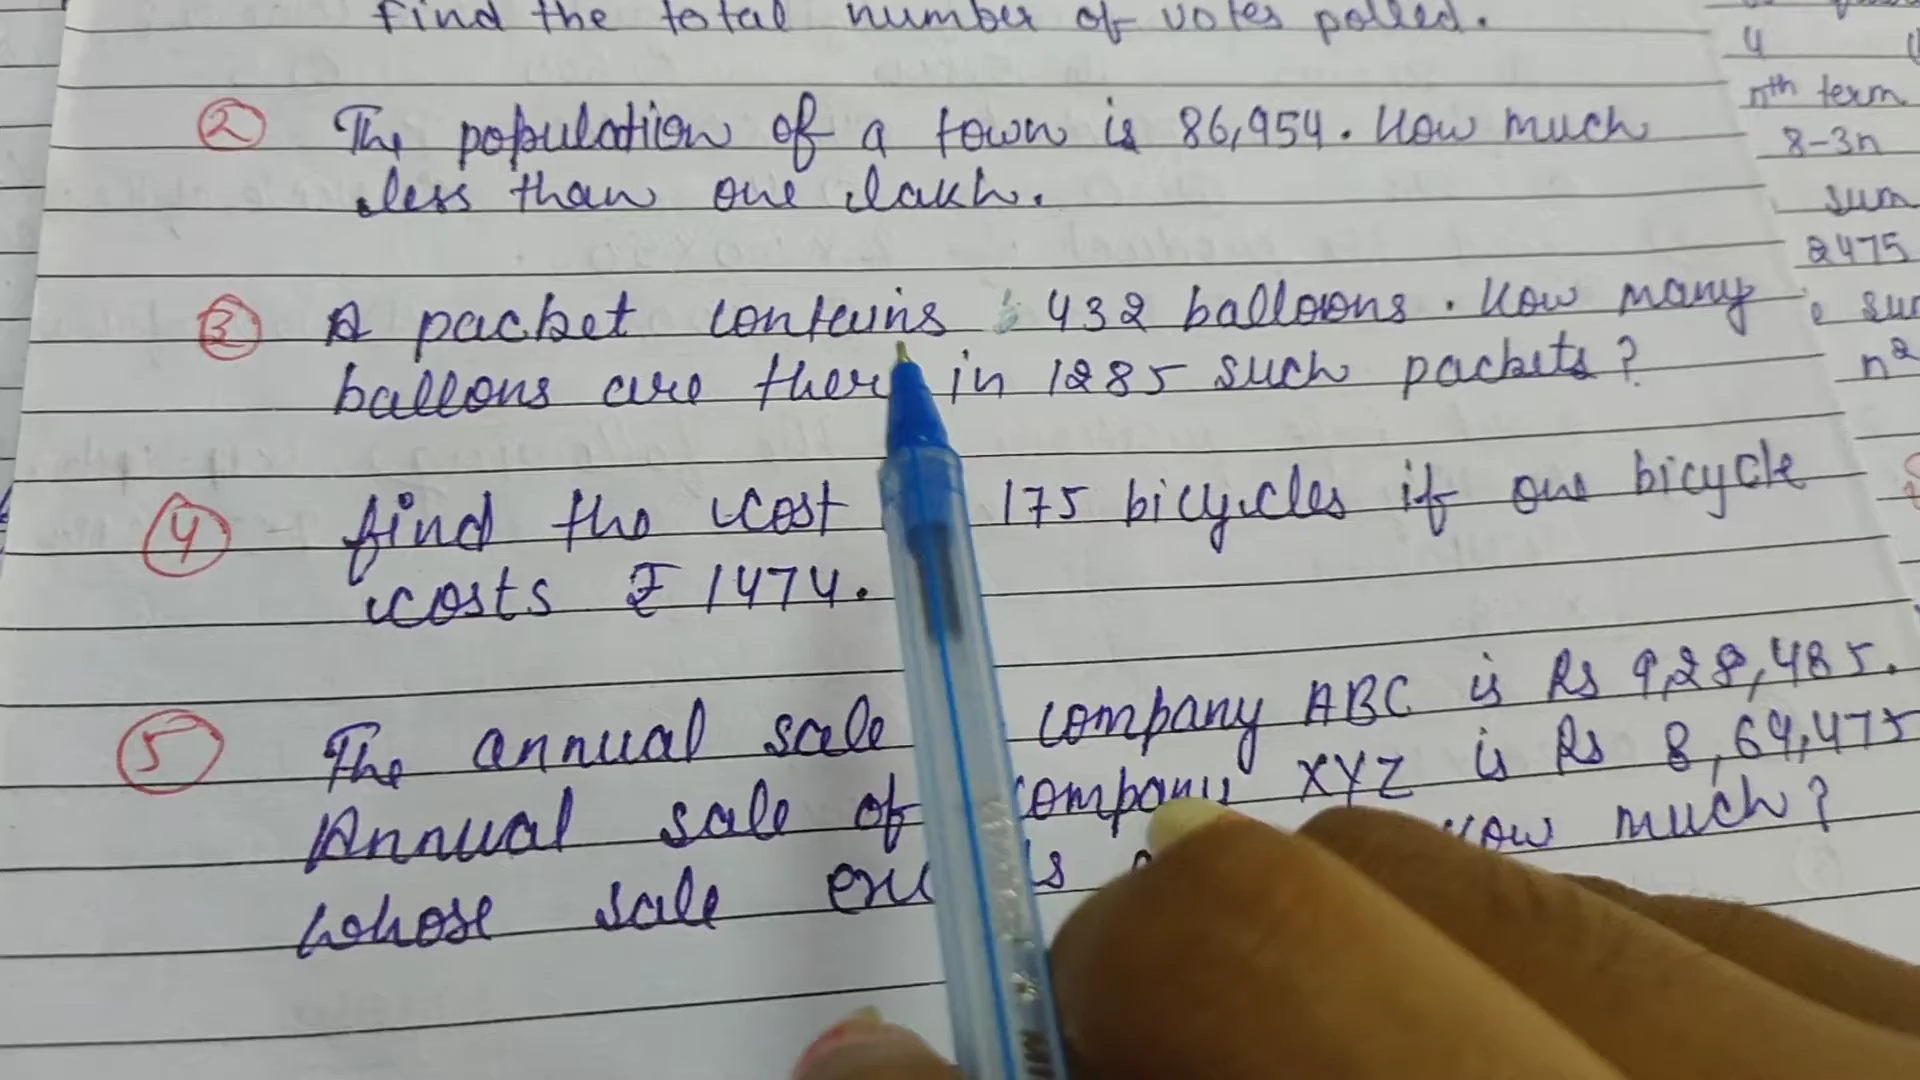 Find the total number of votes polled.
② The population of a town is 86,954. How much
less than one lakh.
③ A packet contains 432 balloons. How many
ballons are there in 1285 such packets?
④ find the cost 175 bicycles if one bicycle
costs ₹ 1474.
⑤ The annual sale company ABC is Rs 9,28,485.
Annual sale of company XYZ is Rs 8,64,475
whose sale how much?
4
nth term
8-3n
sum
2475
n²